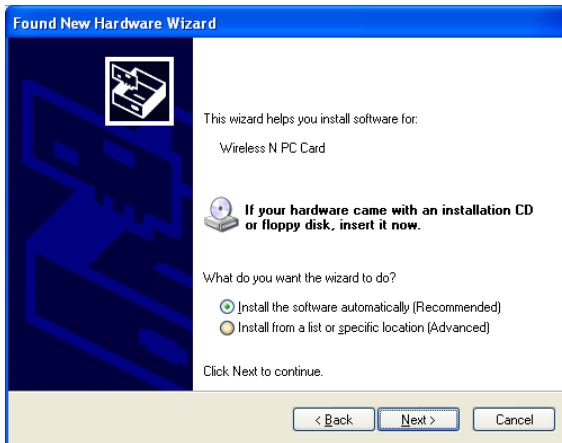 Found New Hardware Wizard
This wizard helps you install software for:
Wireless N PC Card
If your hardware came with an installation CD
or floppy disk, insert it now.
What do you want the wizard to do?
Install the software automatically (Recommended)
Install from a list or specific location (Advanced)
Click Next to continue.
< Back
Next >
Cancel